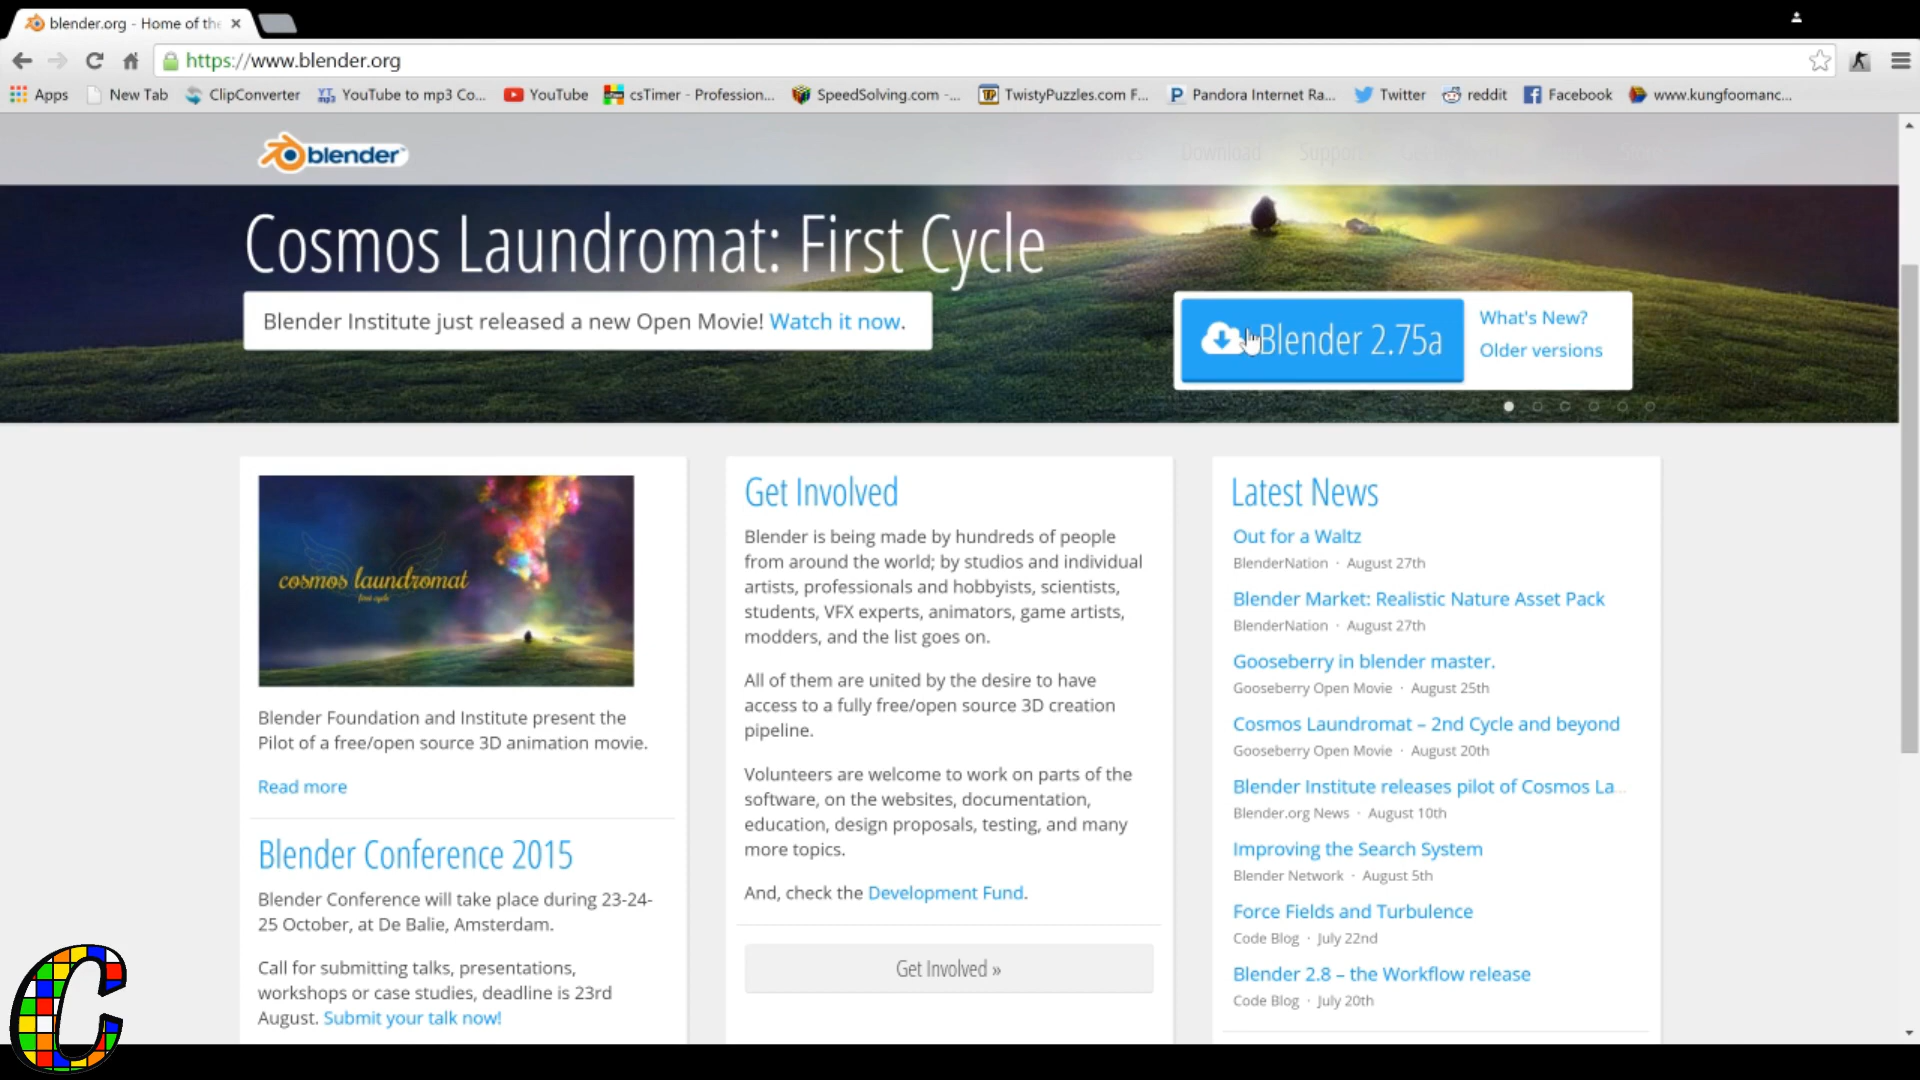 blender.org - Home of the
https://www.blender.org
Apps New Tab ClipConverter YouTube to mp3 Co... YouTube csTimer - Profession... SpeedSolving.com -... TwistyPuzzles.com F... Pandora Internet Ra... Twitter reddit Facebook www.kungfoomanc...
blender
Download Support Store
Cosmos Laundromat: First Cycle
Blender Institute just released a new Open Movie! Watch it now.
Blender 2.75a
What's New?
Older versions
cosmos laundromat
first cycle
Blender Foundation and Institute present the
Pilot of a free/open source 3D animation movie.
Read more
Blender Conference 2015
Blender Conference will take place during 23-24-
25 October, at De Balie, Amsterdam.
Call for submitting talks, presentations,
workshops or case studies, deadline is 23rd
August. Submit your talk now!
Get Involved
Blender is being made by hundreds of people
from around the world; by studios and individual
artists, professionals and hobbyists, scientists,
students, VFX experts, animators, game artists,
modders, and the list goes on.
All of them are united by the desire to have
access to a fully free/open source 3D creation
pipeline.
Volunteers are welcome to work on parts of the
software, on the websites, documentation,
education, design proposals, testing, and many
more topics.
And, check the Development Fund.
Get Involved »
Latest News
Out for a Waltz
BlenderNation · August 27th
Blender Market: Realistic Nature Asset Pack
BlenderNation · August 27th
Gooseberry in blender master.
Gooseberry Open Movie · August 25th
Cosmos Laundromat – 2nd Cycle and beyond
Gooseberry Open Movie · August 20th
Blender Institute releases pilot of Cosmos La...
Blender.org News · August 10th
Improving the Search System
Blender Network · August 5th
Force Fields and Turbulence
Code Blog · July 22nd
Blender 2.8 – the Workflow release
Code Blog · July 20th
C